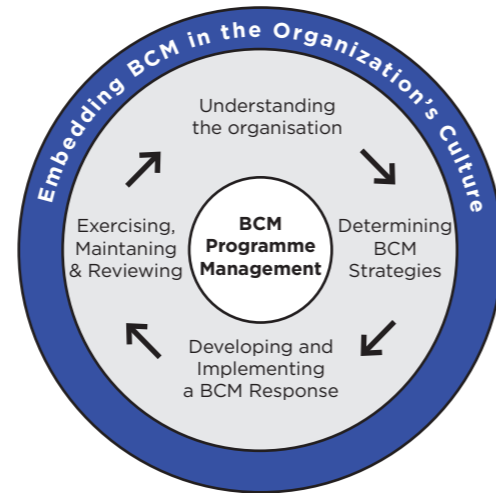 Embedding BCM in the Organization's Culture
Understanding
the organisation
Determining
BCM
Strategies
Developing and
Implementing
a BCM Response
Exercising,
Maintaning
& Reviewing
BCM
Programme
Management